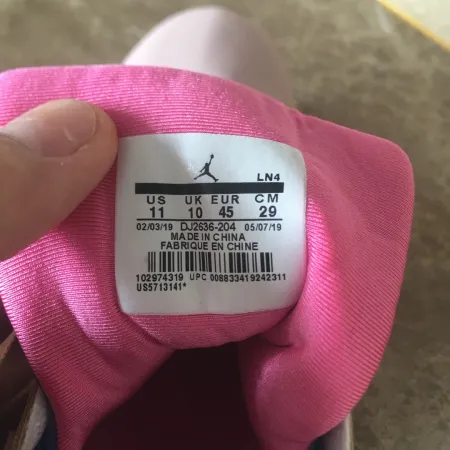 LN4
US UK EUR CM
11 10 45 29
02/03/19 DJ2636-204 05/07/19
MADE IN CHINA
FABRIQUE EN CHINE
102974319 UPC 008833419242311
US5713141*